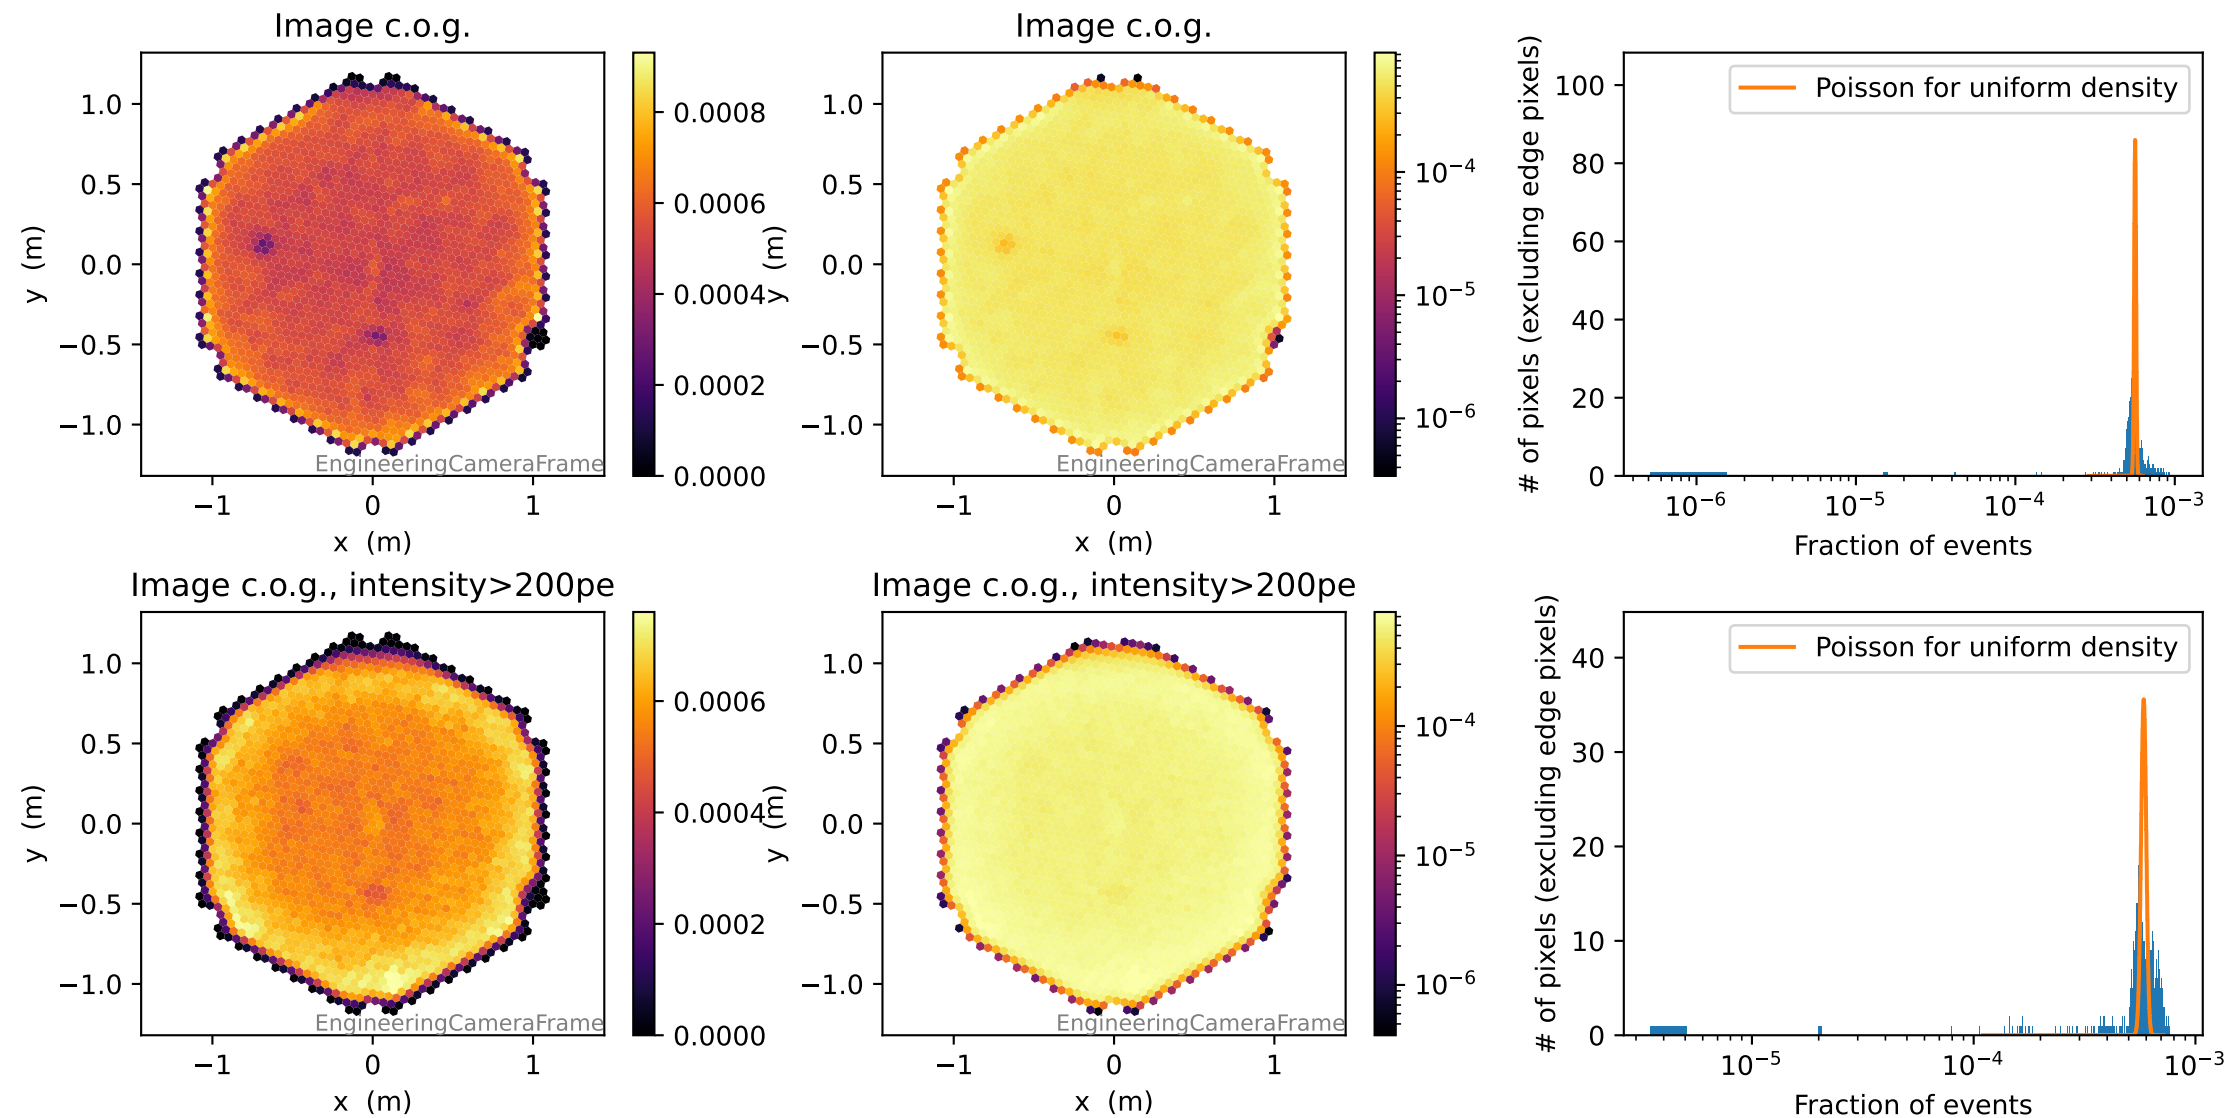 Image c.o.g.
y (m)
1.0
0.5
0.0
−0.5
−1.0
−1
0
1
x (m)
EngineeringCameraFrame
0.0008
0.0006
0.0004
0.0002
0.0000
Image c.o.g.
y (m)
1.0
0.5
0.0
−0.5
−1.0
−1
0
1
x (m)
EngineeringCameraFrame
10⁻⁴
10⁻⁵
10⁻⁶
# of pixels (excluding edge pixels)
100
80
60
40
20
0
Poisson for uniform density
10⁻⁶
10⁻⁵
10⁻⁴
10⁻³
Fraction of events
Image c.o.g., intensity>200pe
y (m)
1.0
0.5
0.0
−0.5
−1.0
−1
0
1
x (m)
EngineeringCameraFrame
0.0006
0.0004
0.0002
0.0000
Image c.o.g., intensity>200pe
y (m)
1.0
0.5
0.0
−0.5
−1.0
−1
0
1
x (m)
EngineeringCameraFrame
10⁻⁴
10⁻⁵
10⁻⁶
# of pixels (excluding edge pixels)
40
30
20
10
0
Poisson for uniform density
10⁻⁵
10⁻⁴
10⁻³
Fraction of events